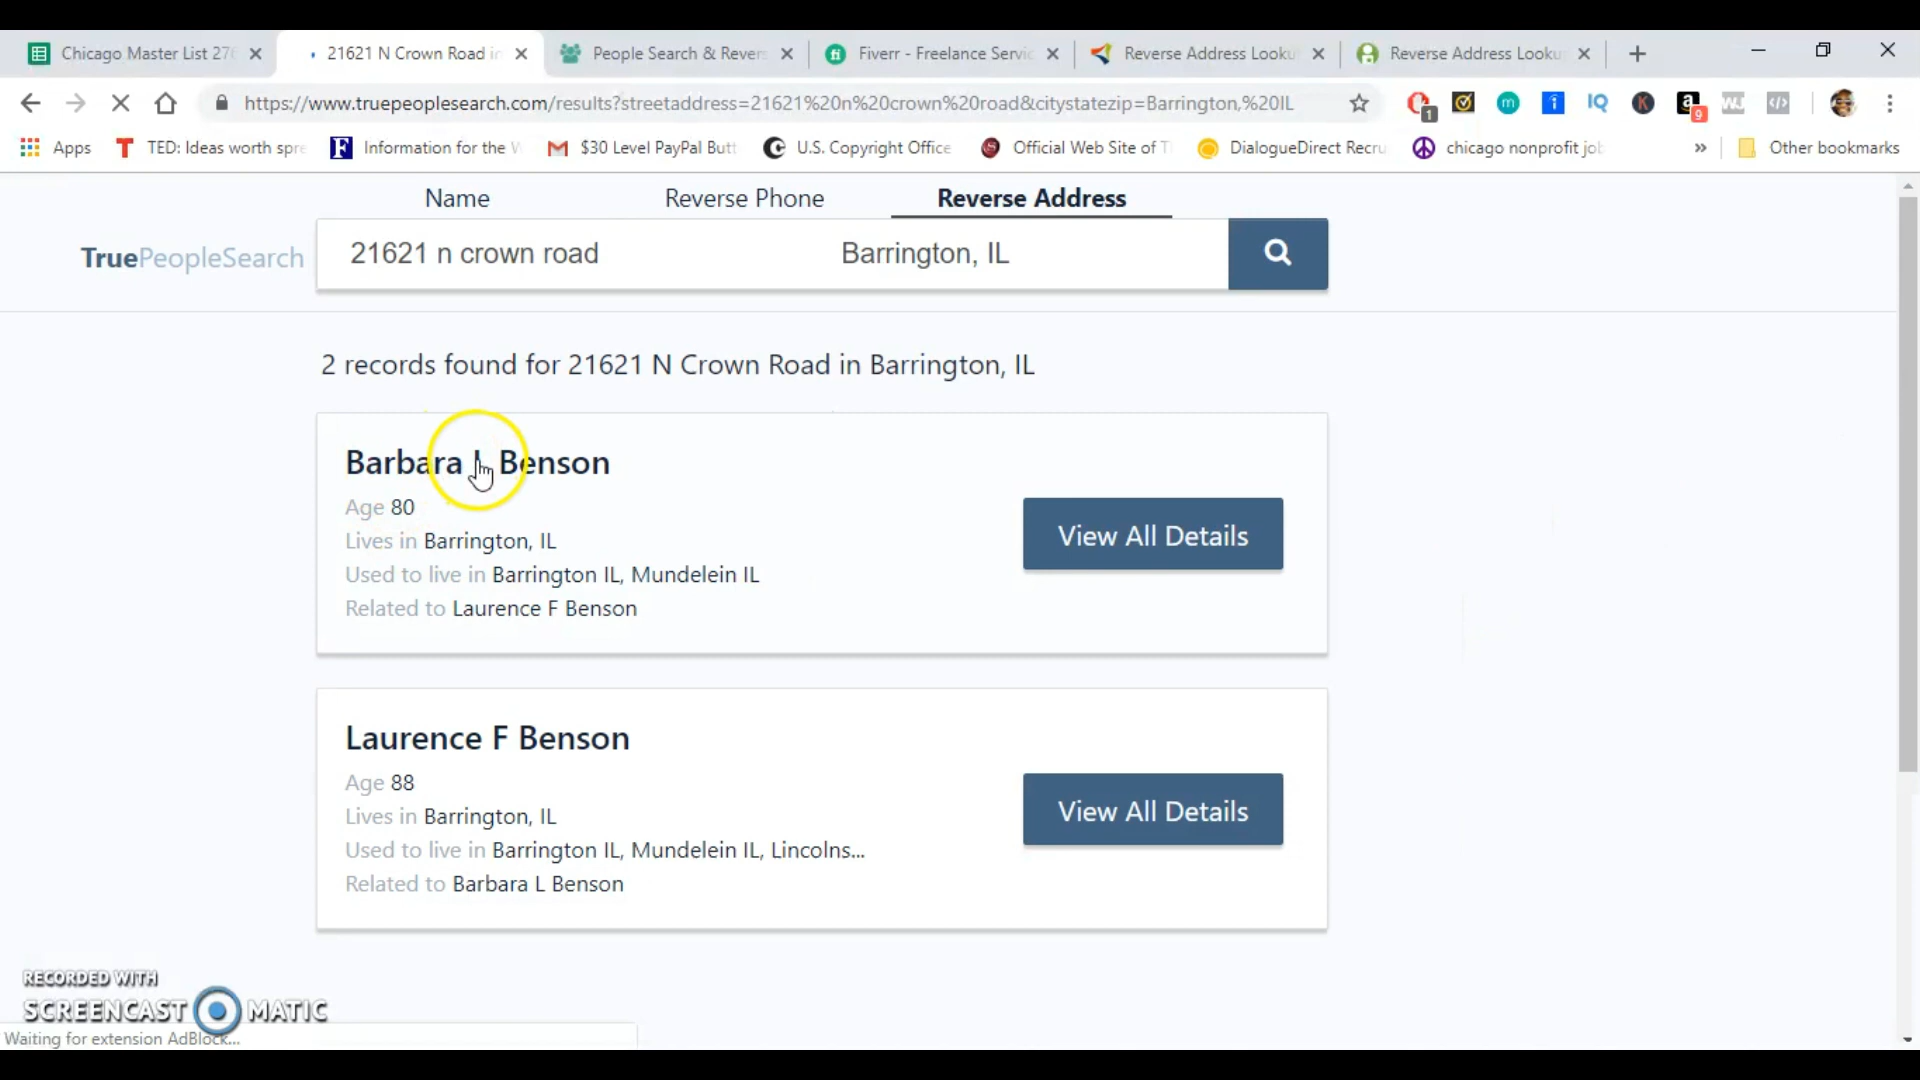 Chicago Master List 276
21621 N Crown Road in
People Search & Revers
Fiverr - Freelance Servic
Reverse Address Looku
Reverse Address Looku
https://www.truepeoplesearch.com/results?streetaddress=21621%20n%20crown%20road&citystatezip=Barrington,%20IL
Apps
TED: Ideas worth spre
Information for the W
$30 Level PayPal Butt
U.S. Copyright Office
Official Web Site of T
DialogueDirect Recru
chicago nonprofit job
Other bookmarks
Name
Reverse Phone
Reverse Address
TruePeopleSearch
21621 n crown road
Barrington, IL
2 records found for 21621 N Crown Road in Barrington, IL
Barbara L Benson
Age 80
Lives in Barrington, IL
Used to live in Barrington IL, Mundelein IL
Related to Laurence F Benson
View All Details
Laurence F Benson
Age 88
Lives in Barrington, IL
Used to live in Barrington IL, Mundelein IL, Lincolns...
Related to Barbara L Benson
View All Details
RECORDED WITH
SCREENCAST MATIC
Waiting for extension AdBlock...